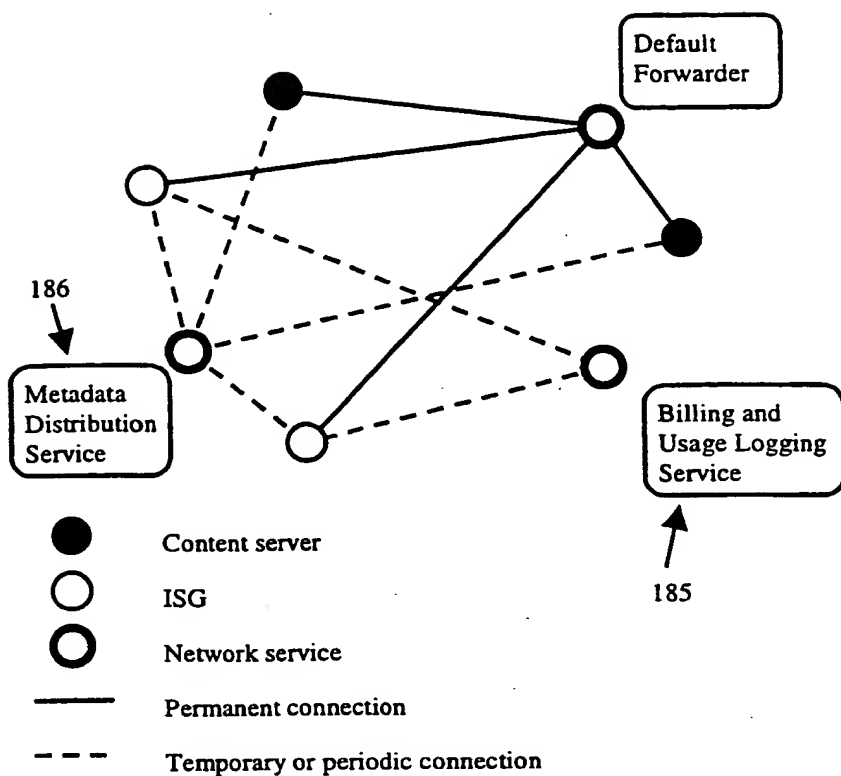 Default
Forwarder
186
Metadada
Distribution
Service
Billing and
Usage Logging
Service
185
Content server
ISG
Network service
Permanent connection
Temporary or periodic connection